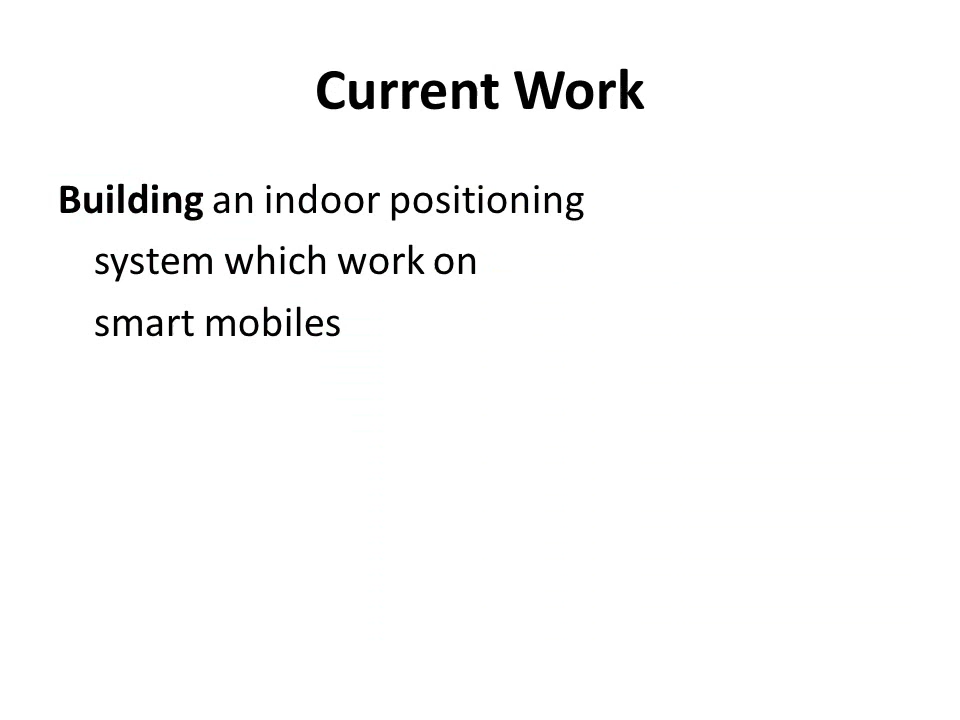 Current Work
Building an indoor positioning
system which work on
smart mobiles